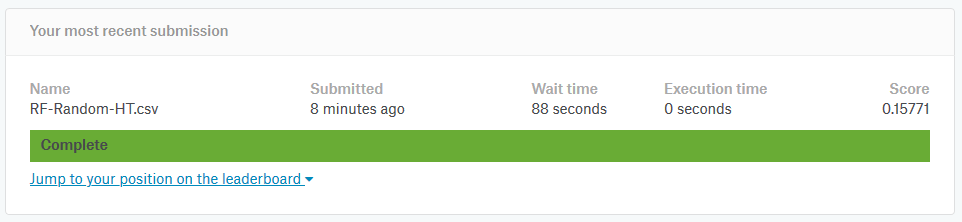 Your most recent submission
Name Submitted Wait time Execution time Score
RF-Random-HT.csv 8 minutes ago 88 seconds 0 seconds 0.15771
Complete
Jump to your position on the leaderboard